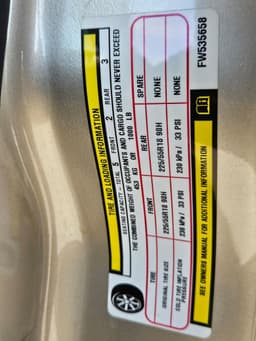 TIRE AND LOADING INFORMATION
SEATING CAPACITY - TOTAL 5 FRONT 2 REAR 3
THE COMBINED WEIGHT OF OCCUPANTS AND CARGO SHOULD NEVER EXCEED
453 KG OR 1000 LB
TIRE FRONT REAR SPARE
ORIGINAL TIRE SIZE 225/55R18 98H 225/55R18 98H NONE
COLD TIRE INFLATION PRESSURE 230 kPa / 33 PSI 230 kPa / 33 PSI NONE
SEE OWNERS MANUAL FOR ADDITIONAL INFORMATION
FW535658